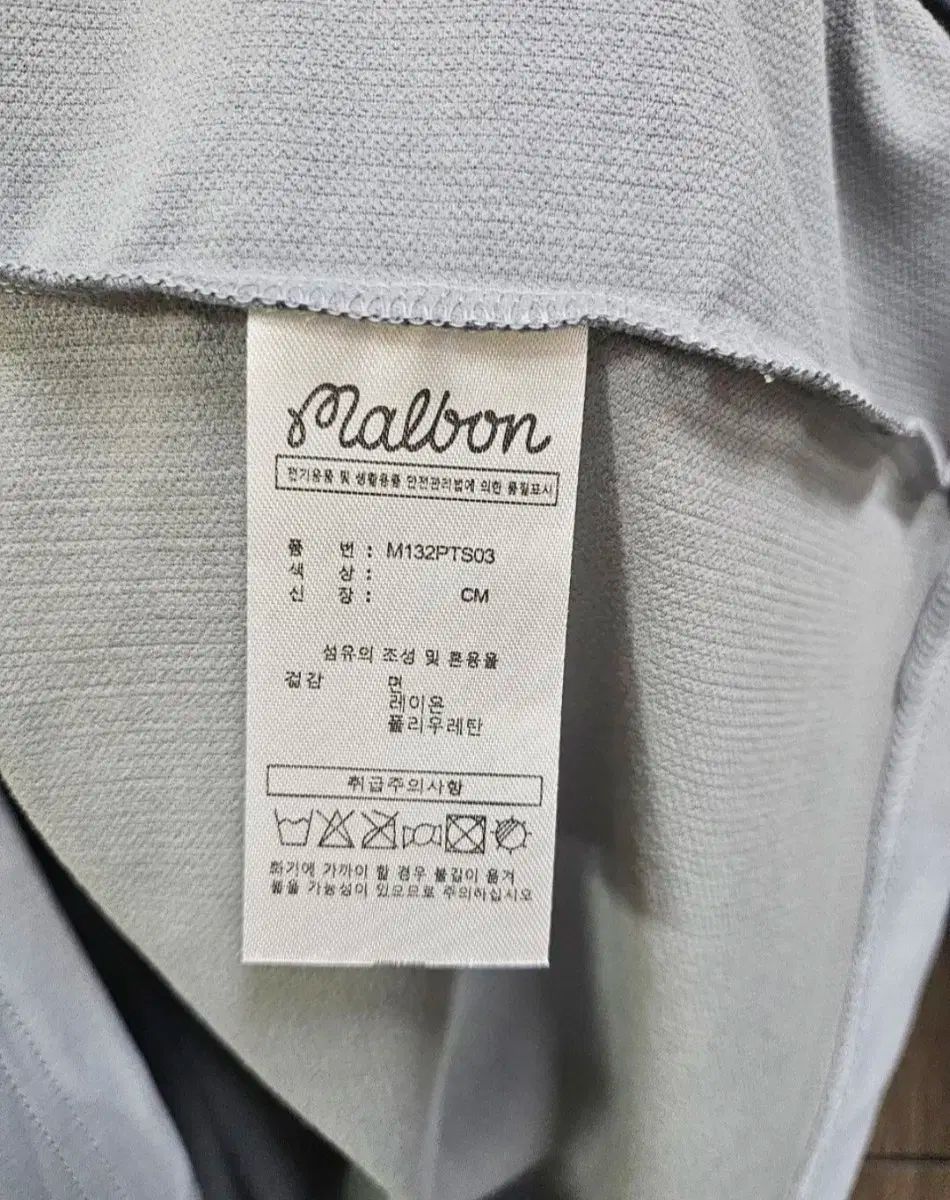 Malbon
전기용품 및 생활용품 안전관리법에 의한 품질표시
품 번 : M132PTS03
색 상 :
신 장 : CM
섬유의 조성 및 혼용율
겉감 면
레이온
폴리우레탄
취급주의사항
화기에 가까이 할 경우 불길이 옮겨
붙을 가능성이 있으므로 주의하십시오